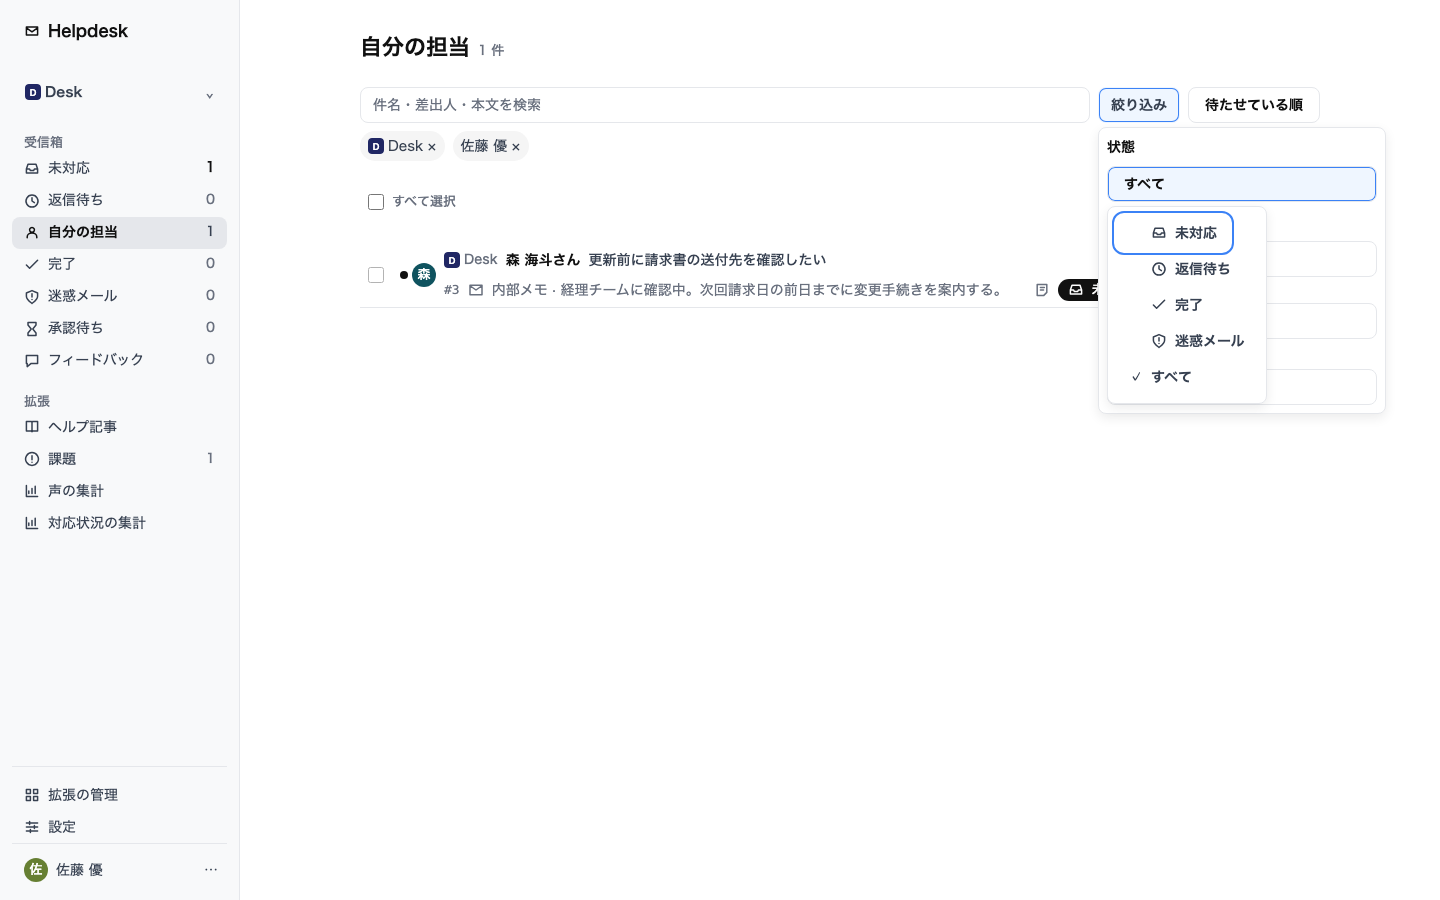 Helpdesk
D Desk
受信箱
未対応 1
返信待ち 0
自分の担当 1
完了 0
迷惑メール 0
承認待ち 0
フィードバック 0
拡張
ヘルプ記事
課題 1
声の集計
対応状況の集計
拡張の管理
設定
佐 佐藤 優 …
自分の担当 1 件
件名・差出人・本文を検索 絞り込み 待たせている順
D Desk × 佐藤 優 ×
すべて選択
森 D Desk 森 海斗さん 更新前に請求書の送付先を確認したい
#3 内部メモ · 経理チームに確認中。次回請求日の前日までに変更手続きを案内する。
状態
すべて
未対応
返信待ち
完了
迷惑メール
✓ すべて